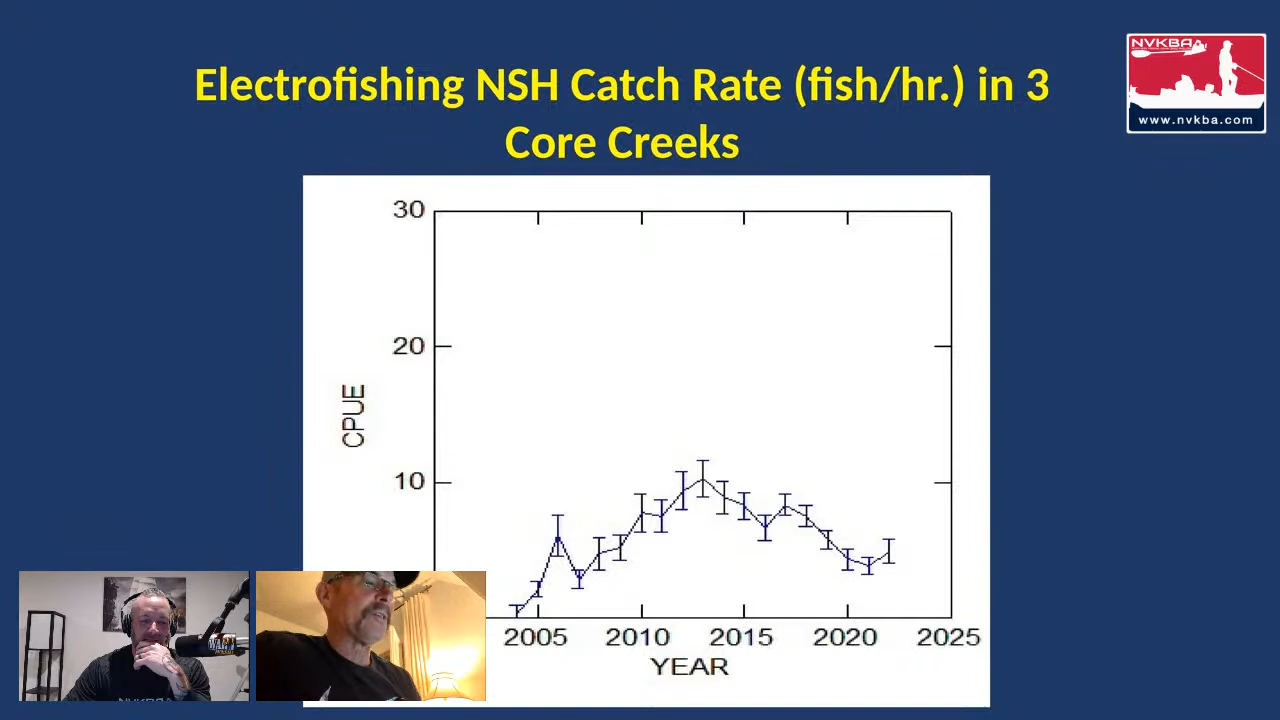 Electrofishing NSH Catch Rate (fish/hr.) in 3
Core Creeks
NVKBA
www.nvkba.com
30
20
10
CPUE
2005 2010 2015 2020 2025
YEAR
NVKBA